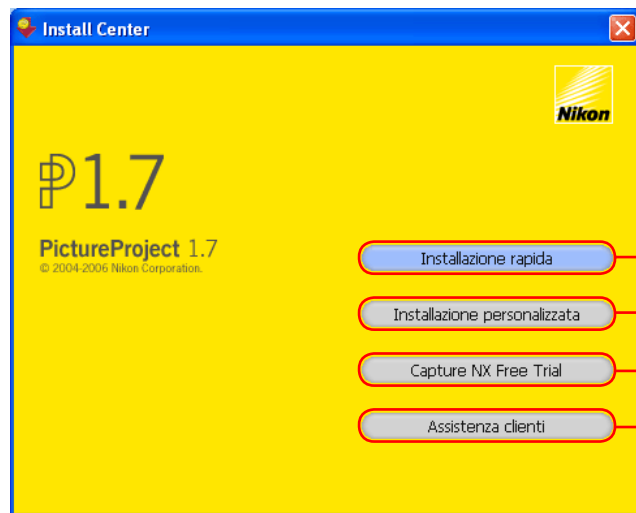 Install Center
Nikon
P1.7
PictureProject 1.7
© 2004-2006 Nikon Corporation.
Installazione rapida
Installazione personalizzata
Capture NX Free Trial
Assistenza clienti